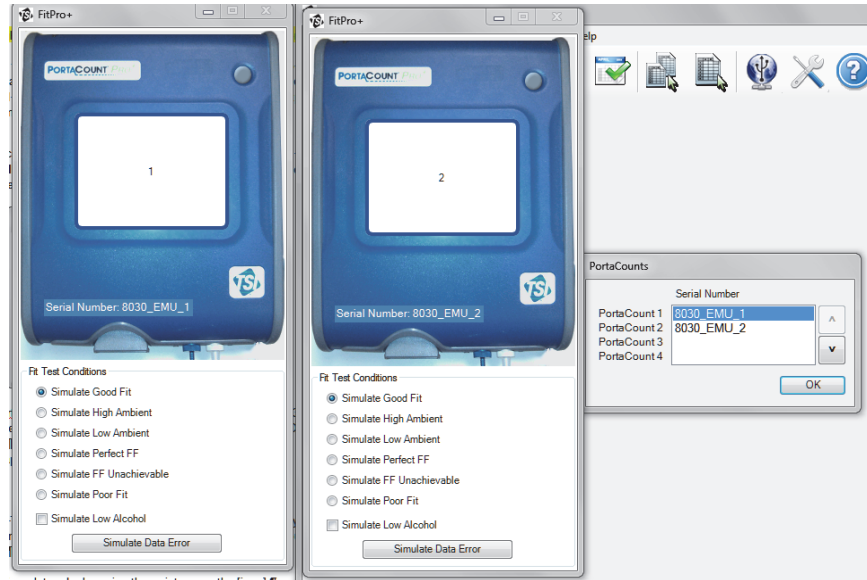 FitPro+
PORTACOUNT
1
TSI
Serial Number: 8030_EMU_1
Fit Test Conditions
Simulate Good Fit
Simulate High Ambient
Simulate Low Ambient
Simulate Perfect FF
Simulate FF Unachievable
Simulate Poor Fit
Simulate Low Alcohol
Simulate Data Error
FitPro+
PORTACOUNT
2
TSI
Serial Number: 8030_EMU_2
Fit Test Conditions
Simulate Good Fit
Simulate High Ambient
Simulate Low Ambient
Simulate Perfect FF
Simulate FF Unachievable
Simulate Poor Fit
Simulate Low Alcohol
Simulate Data Error
elp
PortaCounts
Serial Number
PortaCount 1 8030_EMU_1
PortaCount 2 8030_EMU_2
PortaCount 3
PortaCount 4
OK